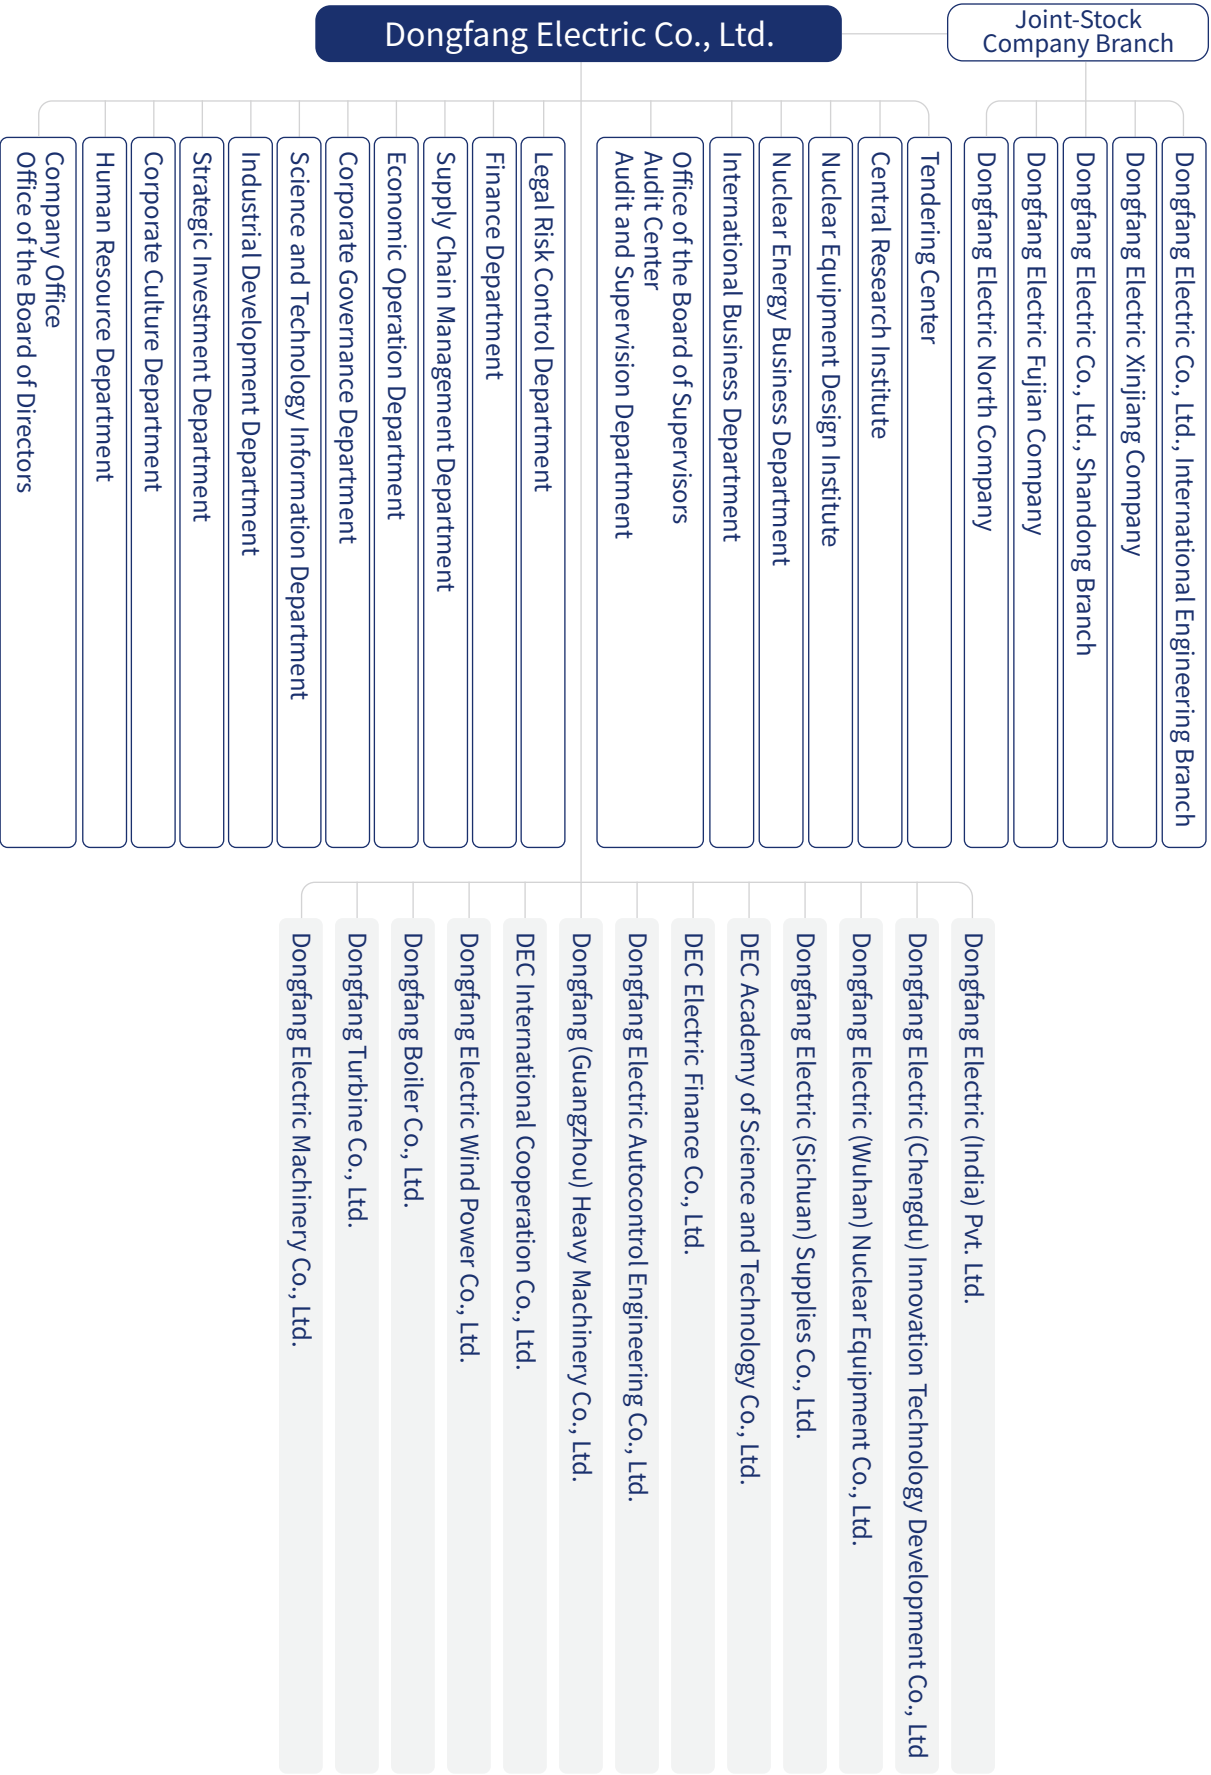 Dongfang Electric Co., Ltd.
Joint-Stock
Company Branch
Company Office
Office of the Board of Directors
Human Resource Department
Corporate Culture Department
Strategic Investment Department
Industrial Development Department
Science and Technology Information Department
Corporate Governance Department
Economic Operation Department
Supply Chain Management Department
Finance Department
Legal Risk Control Department
Office of the Board of Supervisors
Audit Center
Audit and Supervision Department
International Business Department
Nuclear Energy Business Department
Nuclear Equipment Design Institute
Central Research Institute
Tendering Center
Dongfang Electric North Company
Dongfang Electric Fujian Company
Dongfang Electric Co., Ltd., Shandong Branch
Dongfang Electric Xinjiang Company
Dongfang Electric Co., Ltd., International Engineering Branch
Dongfang Electric Machinery Co., Ltd.
Dongfang Turbine Co., Ltd.
Dongfang Boiler Co., Ltd.
Dongfang Electric Wind Power Co., Ltd.
DEC International Cooperation Co., Ltd.
Dongfang (Guangzhou) Heavy Machinery Co., Ltd.
Dongfang Electric Autocontrol Engineering Co., Ltd.
DEC Electric Finance Co., Ltd.
DEC Academy of Science and Technology Co., Ltd.
Dongfang Electric (Sichuan) Supplies Co., Ltd.
Dongfang Electric (Wuhan) Nuclear Equipment Co., Ltd.
Dongfang Electric (Chengdu) Innovation Technology Development Co., Ltd
Dongfang Electric (India) Pvt. Ltd.